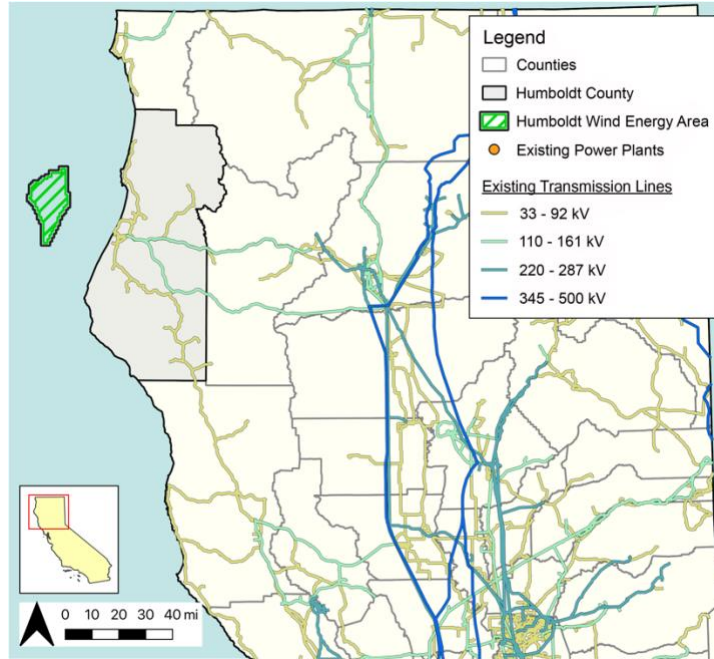 Legend
Counties
Humboldt County
Humboldt Wind Energy Area
Existing Power Plants
Existing Transmission Lines
33 - 92 kV
110 - 161 kV
220 - 287 kV
345 - 500 kV
0 10 20 30 40 mi